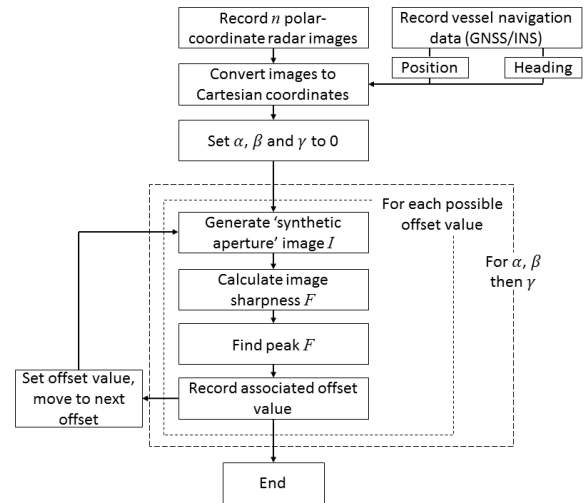 Record n polar-
coordinate radar images
Record vessel navigation
data (GNSS/INS)
Position
Heading
Convert images to
Cartesian coordinates
Set α, β and γ to 0
For each possible
offset value
Generate ‘synthetic
aperture’ image I
For α, β
then γ
Calculate image
sharpness F
Find peak F
Set offset value,
move to next
offset
Record associated offset
value
End